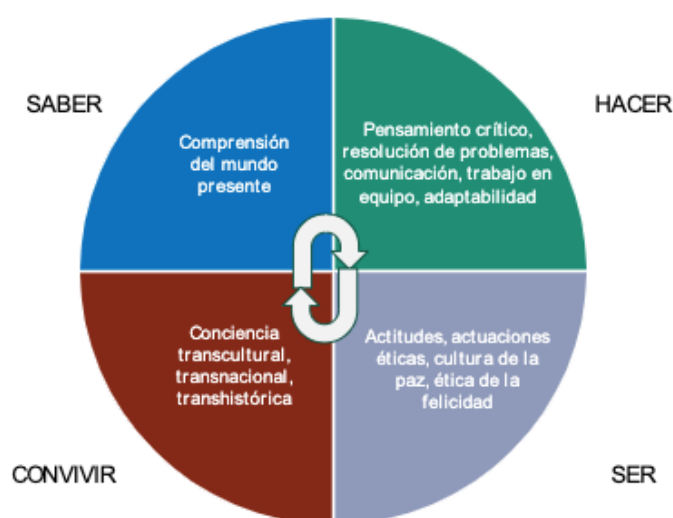 SABER
HACER
Comprensión
del mundo
presente
Pensamiento crítico,
resolución de problemas,
comunicación, trabajo en
equipo, adaptabilidad
Conciencia
transcultural,
transnacional,
transhistórica
Actitudes, actuaciones
éticas, cultura de la
paz, ética de la
felicidad
CONVIVIR
SER